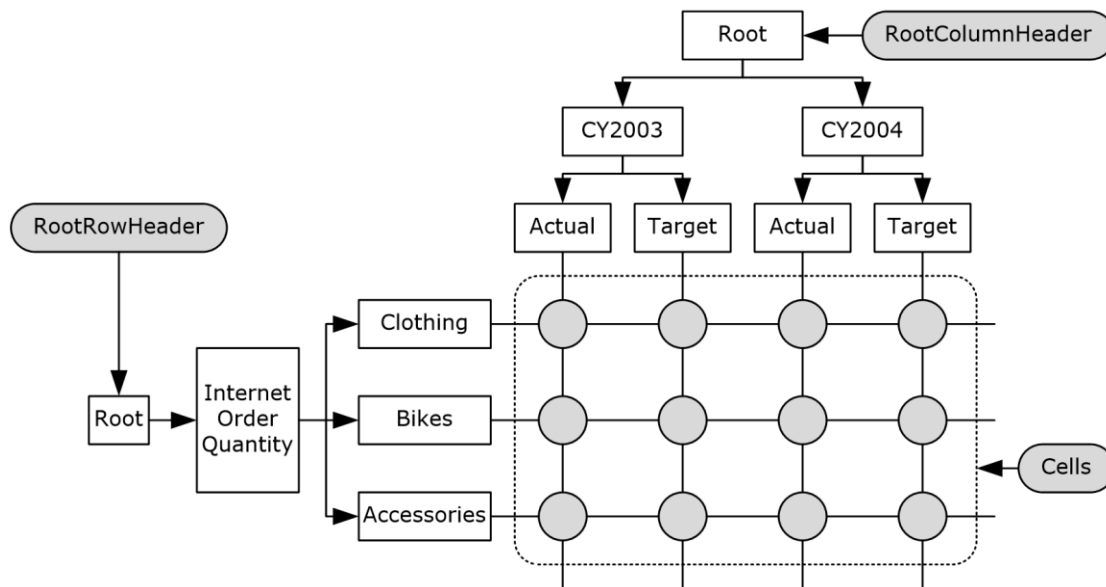 Root
RootColumnHeader
CY2003
CY2004
Actual
Target
Actual
Target
RootRowHeader
Clothing
Root
Internet
Order
Quantity
Bikes
Cells
Accessories